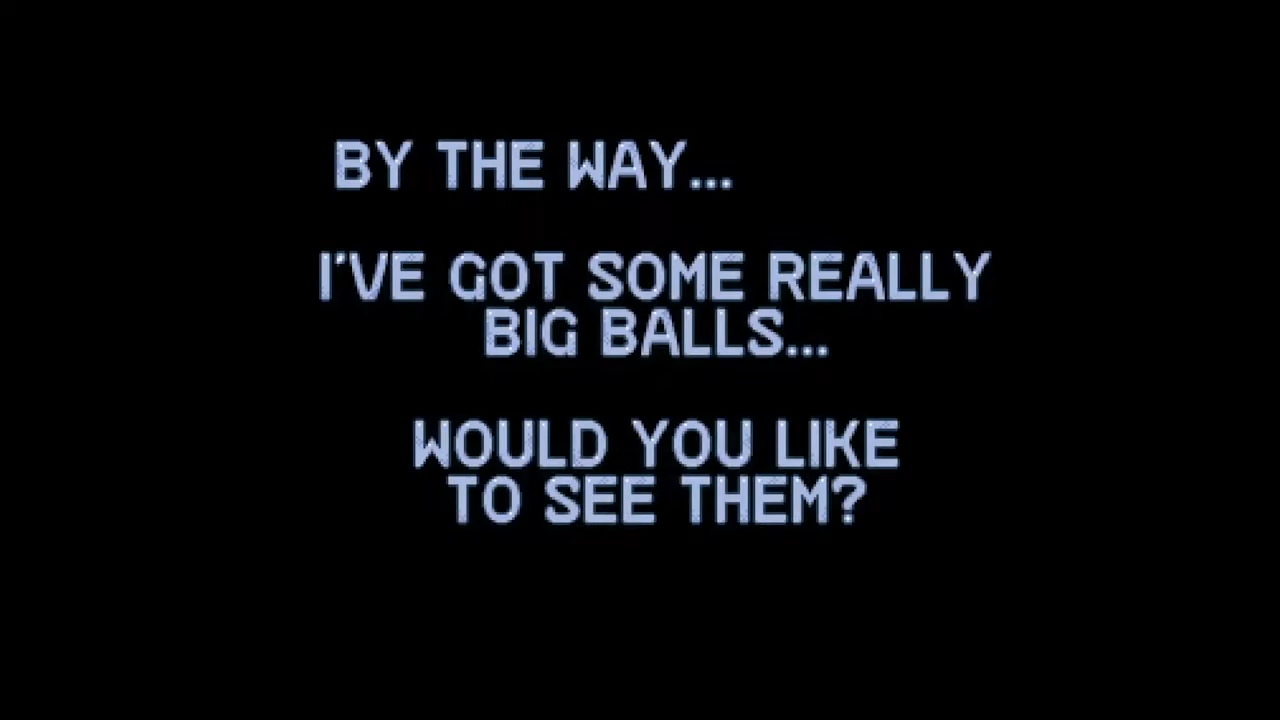 BY THE WAY...
I'VE GOT SOME REALLY
BIG BALLS...
WOULD YOU LIKE
TO SEE THEM?